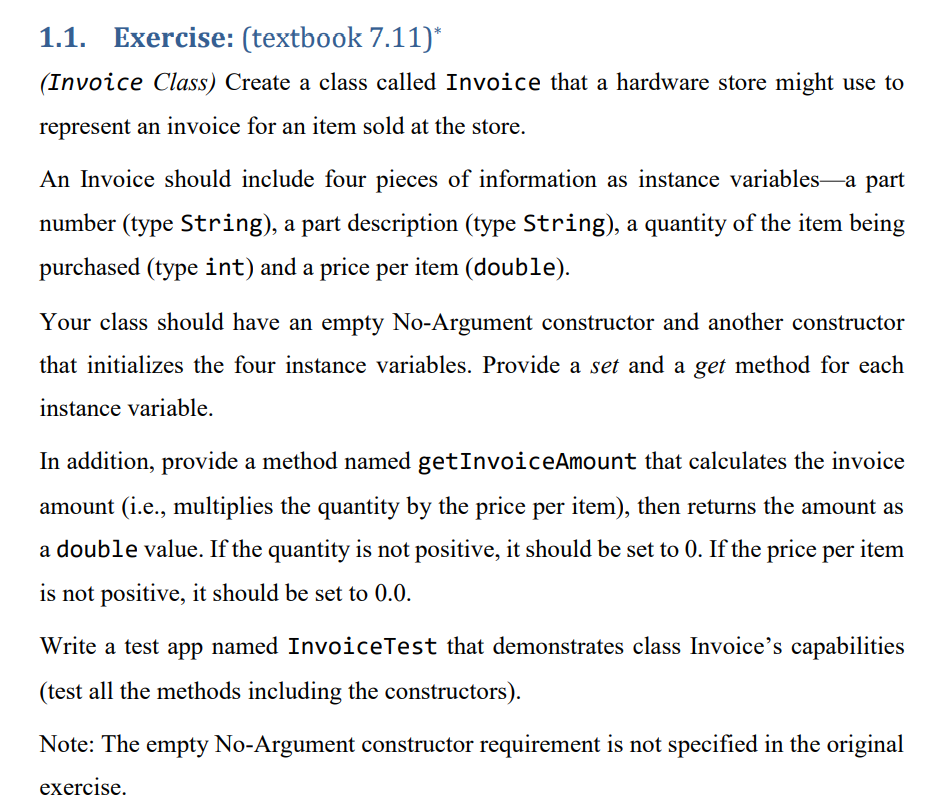 1.1. Exercise: (textbook 7.11)*
(Invoice Class) Create a class called Invoice that a hardware store might use to
represent an invoice for an item sold at the store.
An Invoice should include four pieces of information as instance variables—a part
number (type String), a part description (type String), a quantity of the item being
purchased (type int) and a price per item (double).
Your class should have an empty No-Argument constructor and another constructor
that initializes the four instance variables. Provide a set and a get method for each
instance variable.
In addition, provide a method named getInvoiceAmount that calculates the invoice
amount (i.e., multiplies the quantity by the price per item), then returns the amount as
a double value. If the quantity is not positive, it should be set to 0. If the price per item
is not positive, it should be set to 0.0.
Write a test app named InvoiceTest that demonstrates class Invoice’s capabilities
(test all the methods including the constructors).
Note: The empty No-Argument constructor requirement is not specified in the original
exercise.